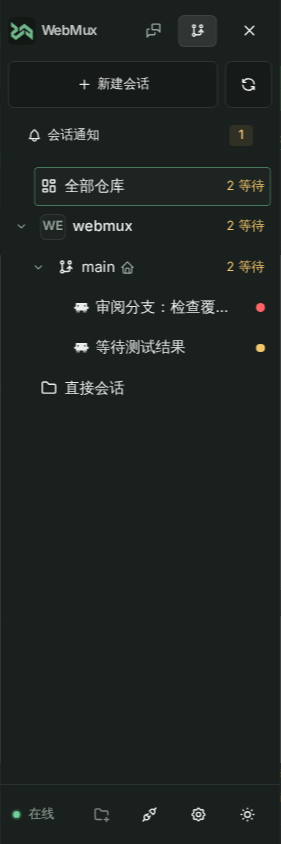 WebMux
新建会话
会话通知
1
全部仓库
2 等待
WE
webmux
2 等待
main
2 等待
审阅分支：检查覆...
等待测试结果
直接会话
在线